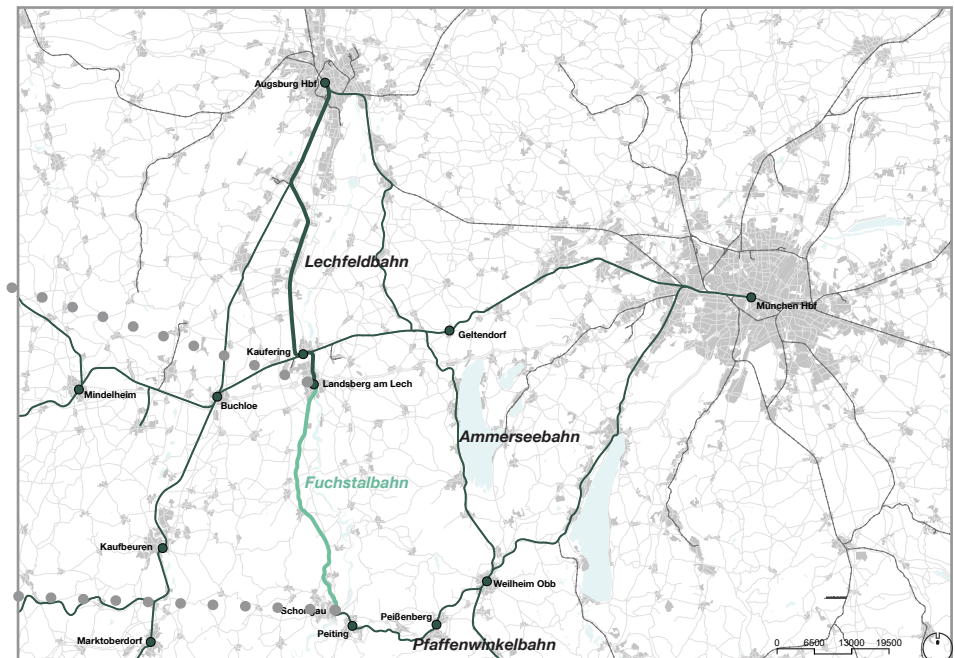 Augsburg Hbf
Lechfeldbahn
München Hbf
Geltendorf
Kaufering
Landsberg am Lech
Mindelheim
Buchloe
Ammerseebahn
Fuchstalbahn
Kaufbeuren
Weilheim Obb
Schongau
Peißenberg
Peiting
Marktoberdorf
Pfaffenwinkelbahn
0 6500 13000 19500